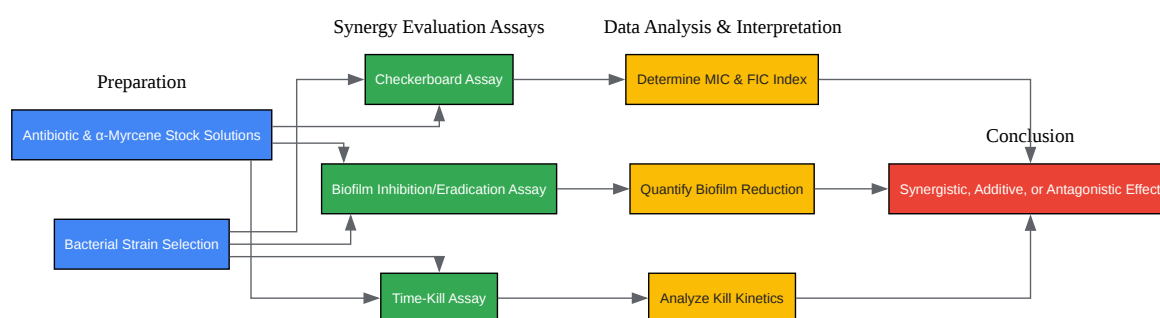 Synergy Evaluation Assays
Data Analysis & Interpretation
Preparation
Checkerboard Assay
Determine MIC & FIC Index
Antibiotic & α-Myrcene Stock Solutions
Conclusion
Biofilm Inhibition/Eradication Assay
Quantify Biofilm Reduction
Synergistic, Additive, or Antagonistic Effect
Bacterial Strain Selection
Time-Kill Assay
Analyze Kill Kinetics